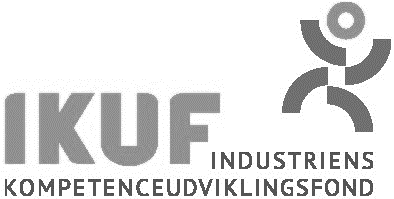 IKUF INDUSTRIENS
KOMPETENCEUDVIKLINGSFOND